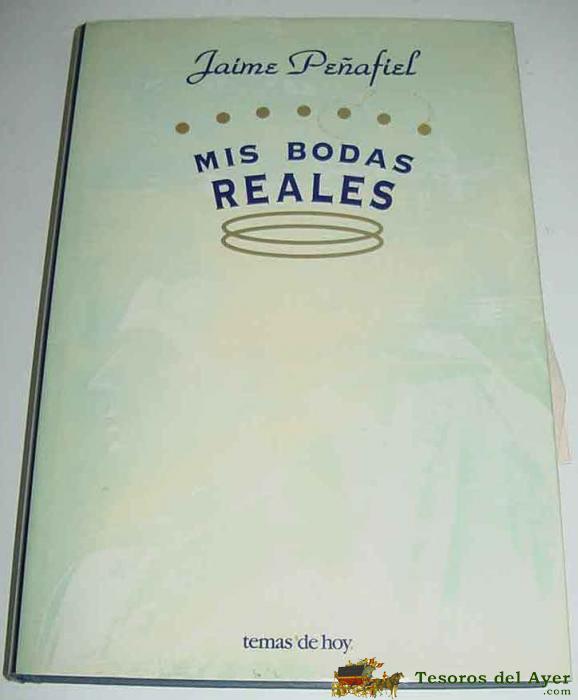 Jaime Peñafiel
MIS BODAS
REALES
temas de hoy.
Tesoros del Ayer
.com